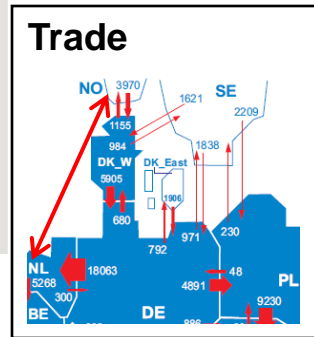 Trade
NO 3970 SE
1621
2209
1155
984
1838
DK_W DK_East
5905
1906
680
971 230
792
NL 18063 48
5268 4891 PL
300 9230
BE DE
886